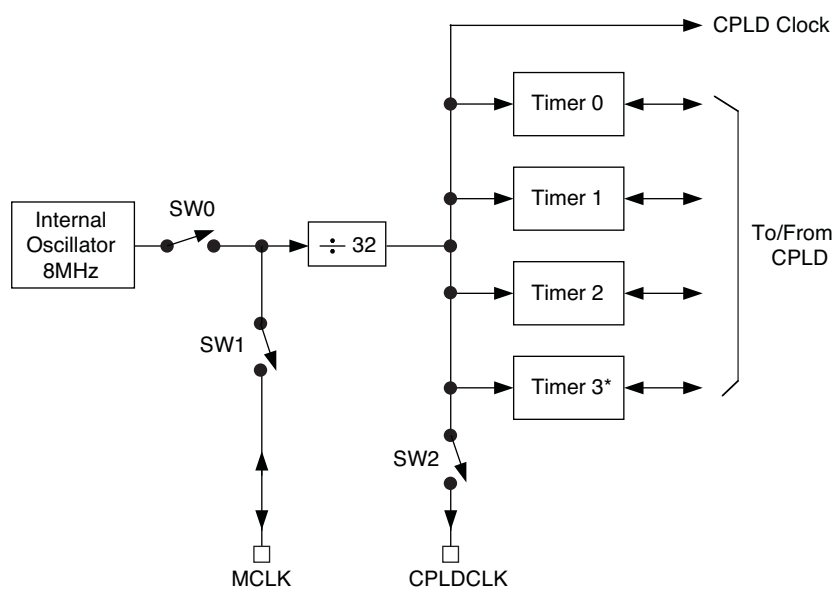 CPLD Clock
Timer 0
Timer 1
SW0
Internal
Oscillator
8MHz
÷ 32
To/From
CPLD
Timer 2
SW1
Timer 3*
SW2
MCLK
CPLDCLK